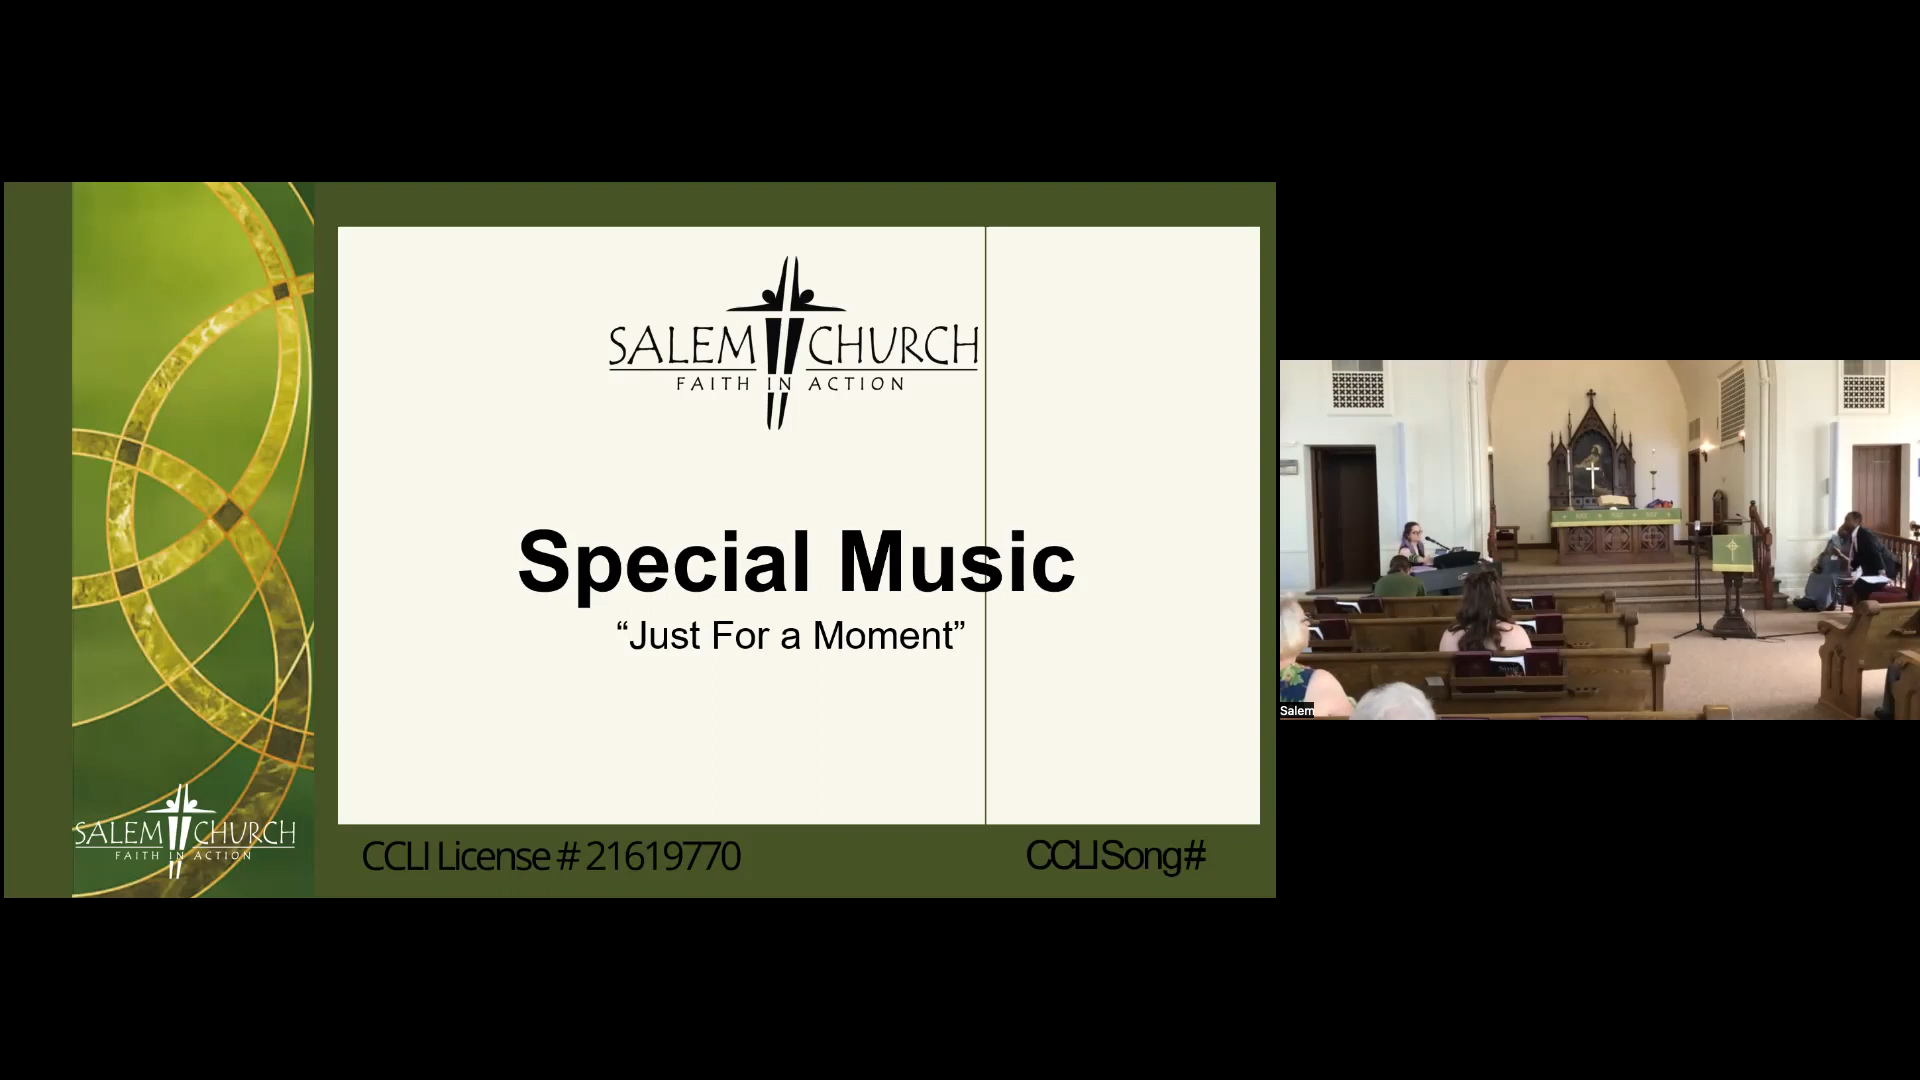 SALEM CHURCH
FAITH IN ACTION
Special Music
“Just For a Moment”
SALEM CHURCH
FAITH IN ACTION
CCLI License # 21619770
CCLI Song#
Salem